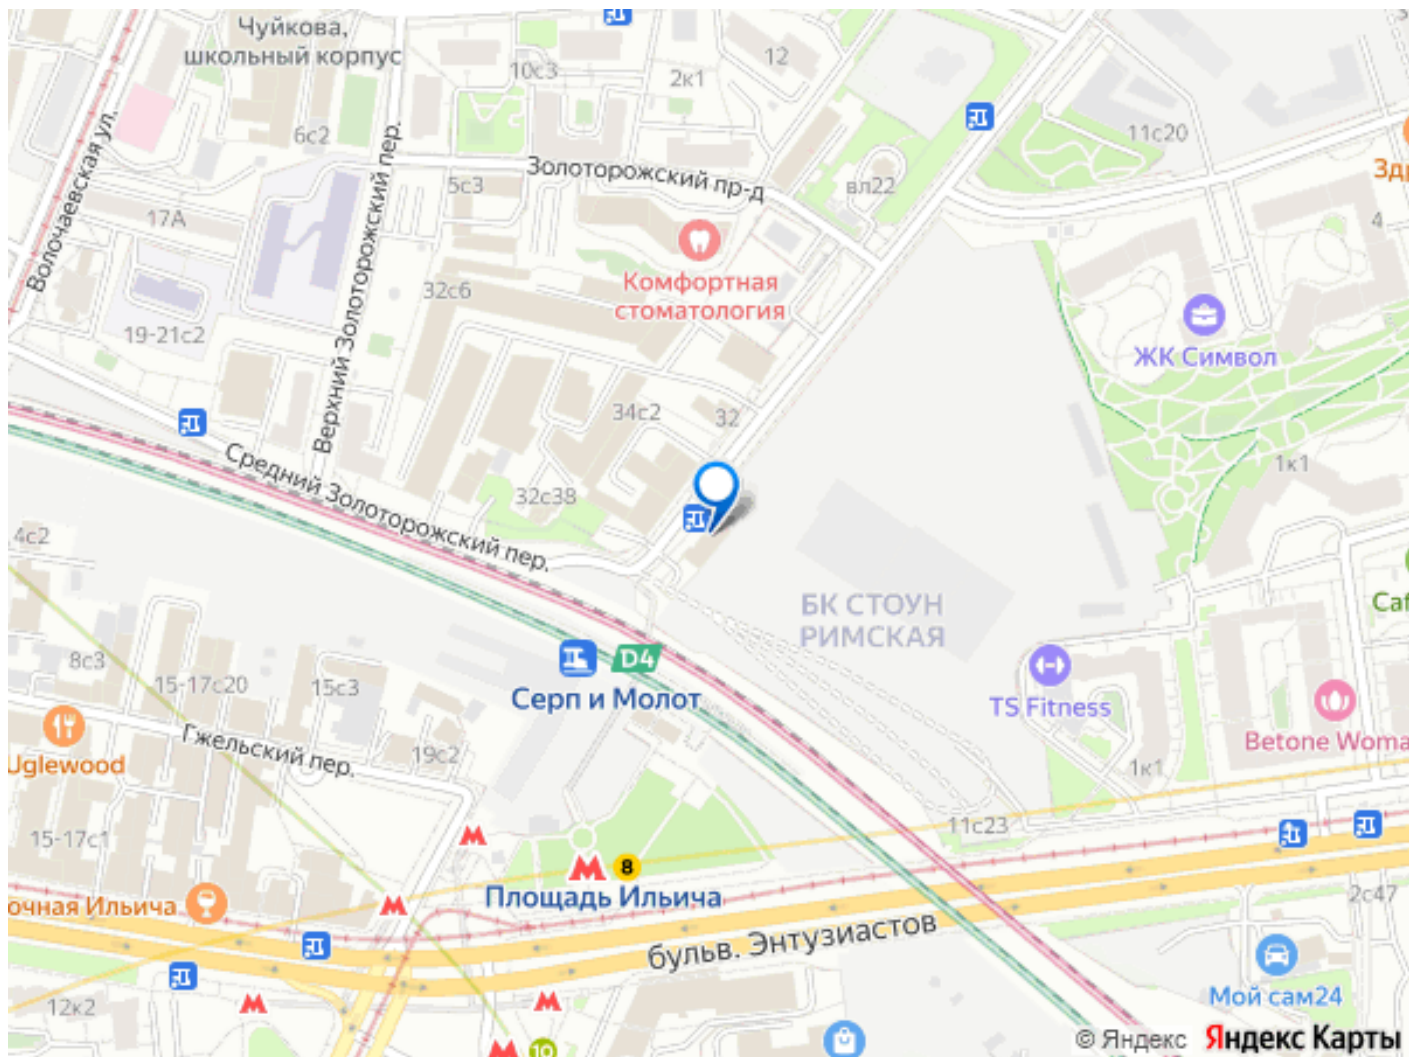 Чуйкова,
школьный корпус
12
10с3
2к1
6с2
11с20
Волочаевская ул.
Верхний Золоторожский пер.
Золоторожский пр-д
5с3
вл22
17А
4
Комфортная
стоматология
32с6
19-21с2
ЖК Символ
34с2
32
Средний Золоторожский пер.
32с38
1к1
4с2
БК СТОУН
РИМСКАЯ
D4
Серп и Молот
8с3
15-17с20
15с3
TS Fitness
Гжельский пер.
19с2
Uglewood
Betone Woma
1к1
15-17с1
11с23
М
М
8
Площадь Ильича
М
очная Ильича
2с47
бульв. Энтузиастов
12к2
М
М
М
10
Мой сам24
© Яндекс Яндекс Карты